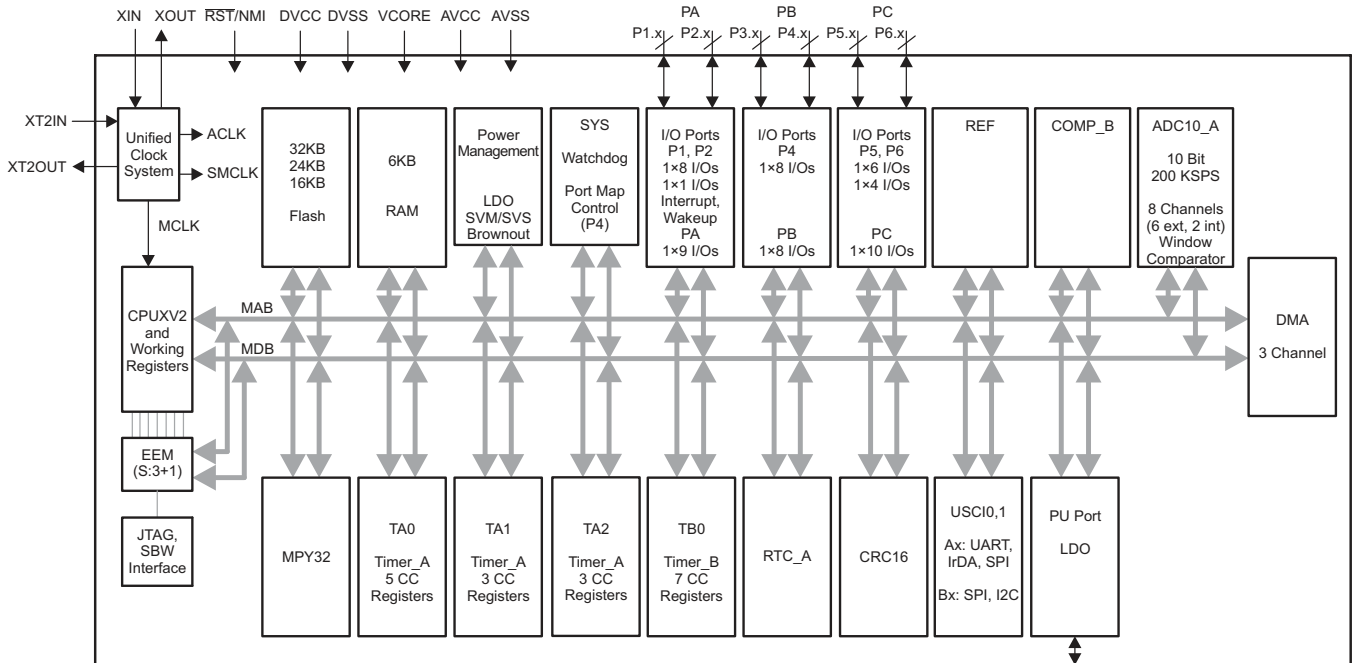 XIN XOUT RST/NMI DVCC DVSS VCORE AVCC AVSS
PA PB PC
P1.x P2.x P3.x P4.x P5.x P6.x
XT2IN
XT2OUT
Unified
Clock
System
ACLK
SMCLK
MCLK
32KB
24KB
16KB
Flash
6KB
RAM
Power
Management
LDO
SVM/SVS
Brownout
SYS
Watchdog
Port Map
Control
(P4)
I/O Ports
P1, P2
1×8 I/Os
1×1 I/Os
Interrupt,
Wakeup
PA
1×9 I/Os
I/O Ports
P4
1×8 I/Os
PB
1×8 I/Os
I/O Ports
P5, P6
1×6 I/Os
1×4 I/Os
PC
1×10 I/Os
REF
COMP_B
ADC10_A
10 Bit
200 KSPS
8 Channels
(6 ext, 2 int)
Window
Comparator
CPUXV2
and
Working
Registers
MAB
MDB
DMA
3 Channel
EEM
(S:3+1)
JTAG,
SBW
Interface
MPY32
TA0
Timer_A
5 CC
Registers
TA1
Timer_A
3 CC
Registers
TA2
Timer_A
3 CC
Registers
TB0
Timer_B
7 CC
Registers
RTC_A
CRC16
USCI0,1
Ax: UART,
IrDA, SPI
Bx: SPI, I2C
PU Port
LDO